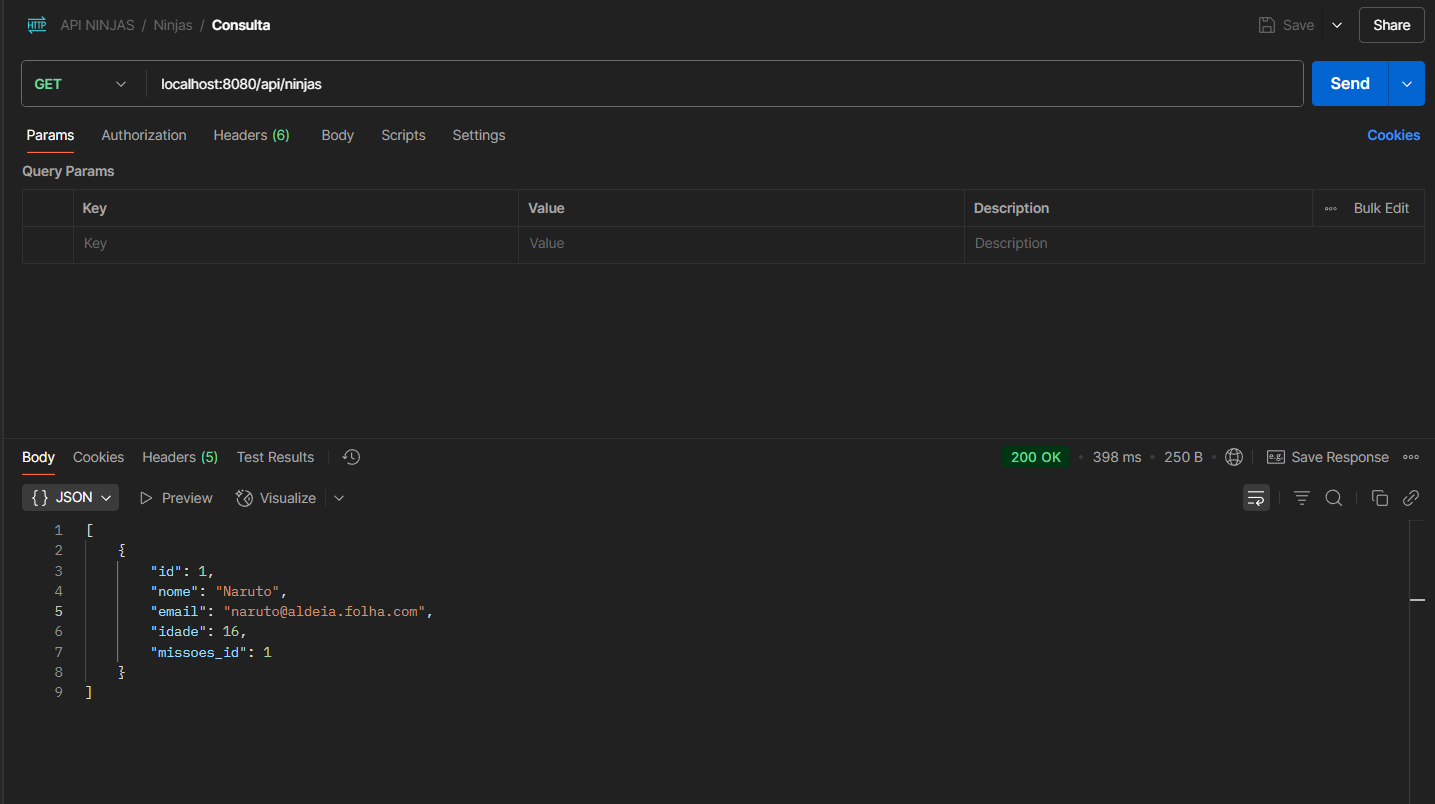 HTTP API NINJAS / Ninjas / Consulta Save Share
GET localhost:8080/api/ninjas Send
Params Authorization Headers (6) Body Scripts Settings Cookies
Query Params
Key Value Description Bulk Edit
Key Value Description
Body Cookies Headers (5) Test Results 200 OK • 398 ms • 250 B • e.g. Save Response
{} JSON Preview Visualize
1 [
2 {
3 "id": 1,
4 "nome": "Naruto",
5 "email": "naruto@aldeia.folha.com",
6 "idade": 16,
7 "missoes_id": 1
8 }
9 ]